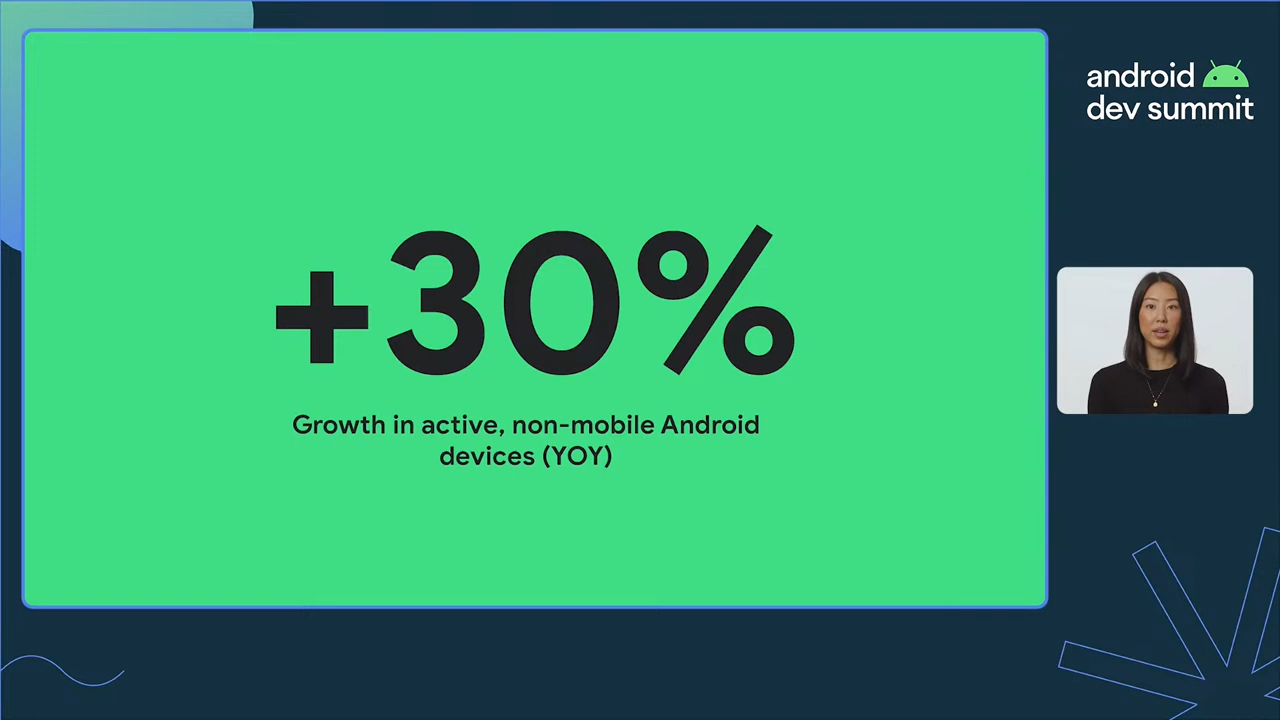 +30%
Growth in active, non-mobile Android
devices (YOY)
android
dev summit